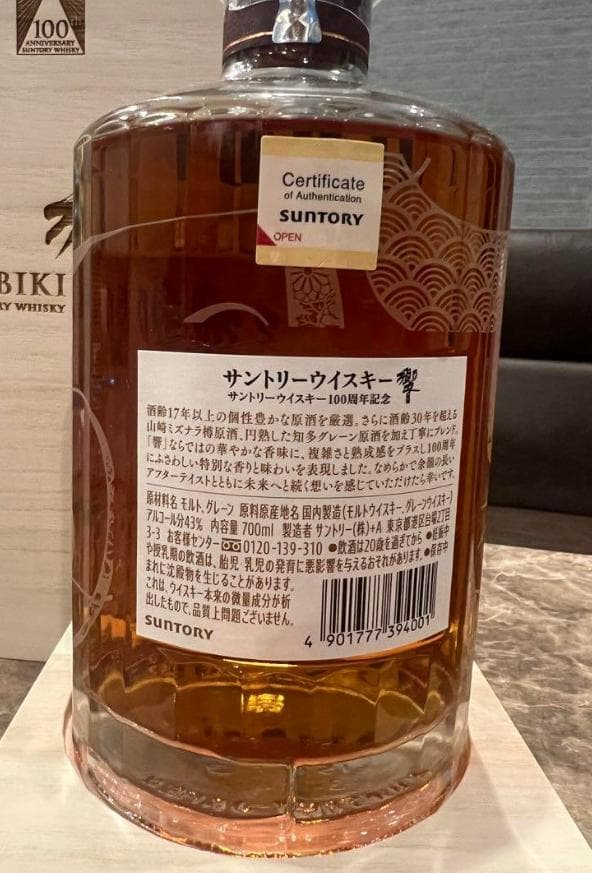 100th
ANNIVERSARY
SUNTORY WHISKY
響
BIKI
RY WHISKY
Certificate
of Authentication
SUNTORY
OPEN
サントリーウイスキー 響
サントリーウイスキー100周年記念
酒齢17年以上の個性豊かな原酒を厳選。さらに酒齢30年を超える
山崎ミズナラ樽原酒、円熟した知多グレーン原酒を加え丁寧にブレンド。
「響」ならではの華やかな香味に、複雑さと熟成感をプラスし100周年
にふさわしい特別な香りと味わいを表現しました。なめらかで余韻の長い
アフターテイストとともに未来へと続く想いを感じていただけたら幸いです。
原材料名 モルト、グレーン 原料原産地名 国内製造(モルトウイスキー、グレーンウイスキー)
アルコール分43% 内容量 700ml 製造者 サントリー(株)+A 東京都港区台場2丁目
3-3 お客様センター 0120-139-310 ●飲酒は20歳を過ぎてから ●妊娠中
や授乳期の飲酒は、胎児・乳児の発育に悪影響を与えるおそれがあります。●保存中
まれに沈殿物を生じることがあります。
これは、ウイスキー本来の微量成分が析
出したもので、品質上問題ございません。
SUNTORY
4 901777 394001